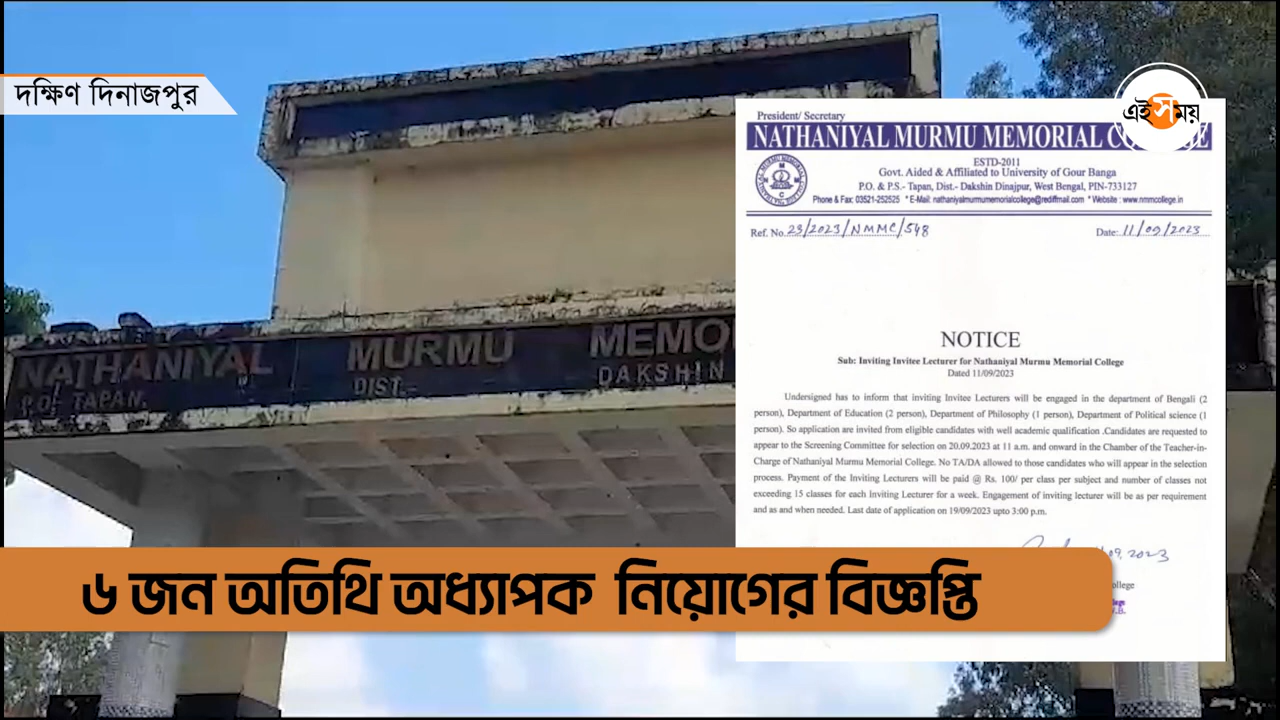 দক্ষিণ দিনাজপুর
এই সময়
NATHANIYAL MURMU MEMO
P.O. TAPAN. DIST.- DAKSHIN
President/ Secretary
NATHANIYAL MURMU MEMORIAL
ESTD-2011
Govt. Aided & Affiliated to University of Gour Banga
P.O. & P.S.- Tapan, Dist.- Dakshin Dinajpur, West Bengal, PIN-733127
Phone & Fax: 03521-252525 * E-Mail: nathaniyalmurmumemorialcollege@rediffmail.com * Website : www.nmmcollege.in
Ref. No. 23/2023/NMMC/548 Date: 11/09/2023
NOTICE
Sub: Inviting Invitee Lecturer for Nathaniyal Murmu Memorial College
Dated 11/09/2023
Undersigned has to inform that inviting Invitee Lecturers will be engaged in the department of Bengali (2
person), Department of Education (2 person), Department of Philosophy (1 person), Department of Political science (1
person). So application are invited from eligible candidates with well academic qualification .Candidates are requested to
appear to the Screening Committee for selection on 20.09.2023 at 11 a.m. and onward in the Chamber of the Teacher-in-
Charge of Nathaniyal Murmu Memorial College. No TA/DA allowed to those candidates who will appear in the selection
process. Payment of the Inviting Lecturers will be paid @ Rs. 100/ per class per subject and number of classes not
exceeding 15 classes for each Inviting Lecturer for a week. Engagement of inviting lecturer will be as per requirement
and as and when needed. Last date of application on 19/09/2023 upto 3:00 p.m.
09.2023
ollege
৬ জন অতিথি অধ্যাপক নিয়োগের বিজ্ঞপ্তি